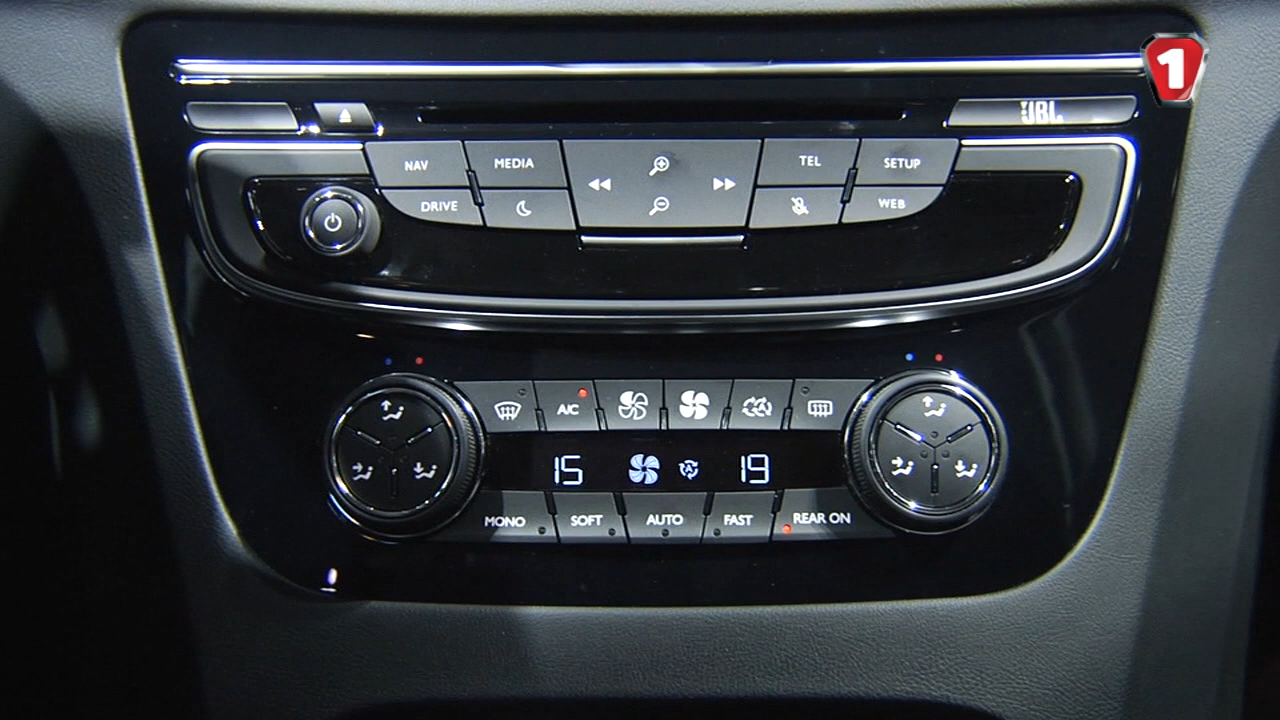 1
JBL
NAV MEDIA TEL SETUP
DRIVE WEB
A/C
15 19
MONO SOFT AUTO FAST REAR ON